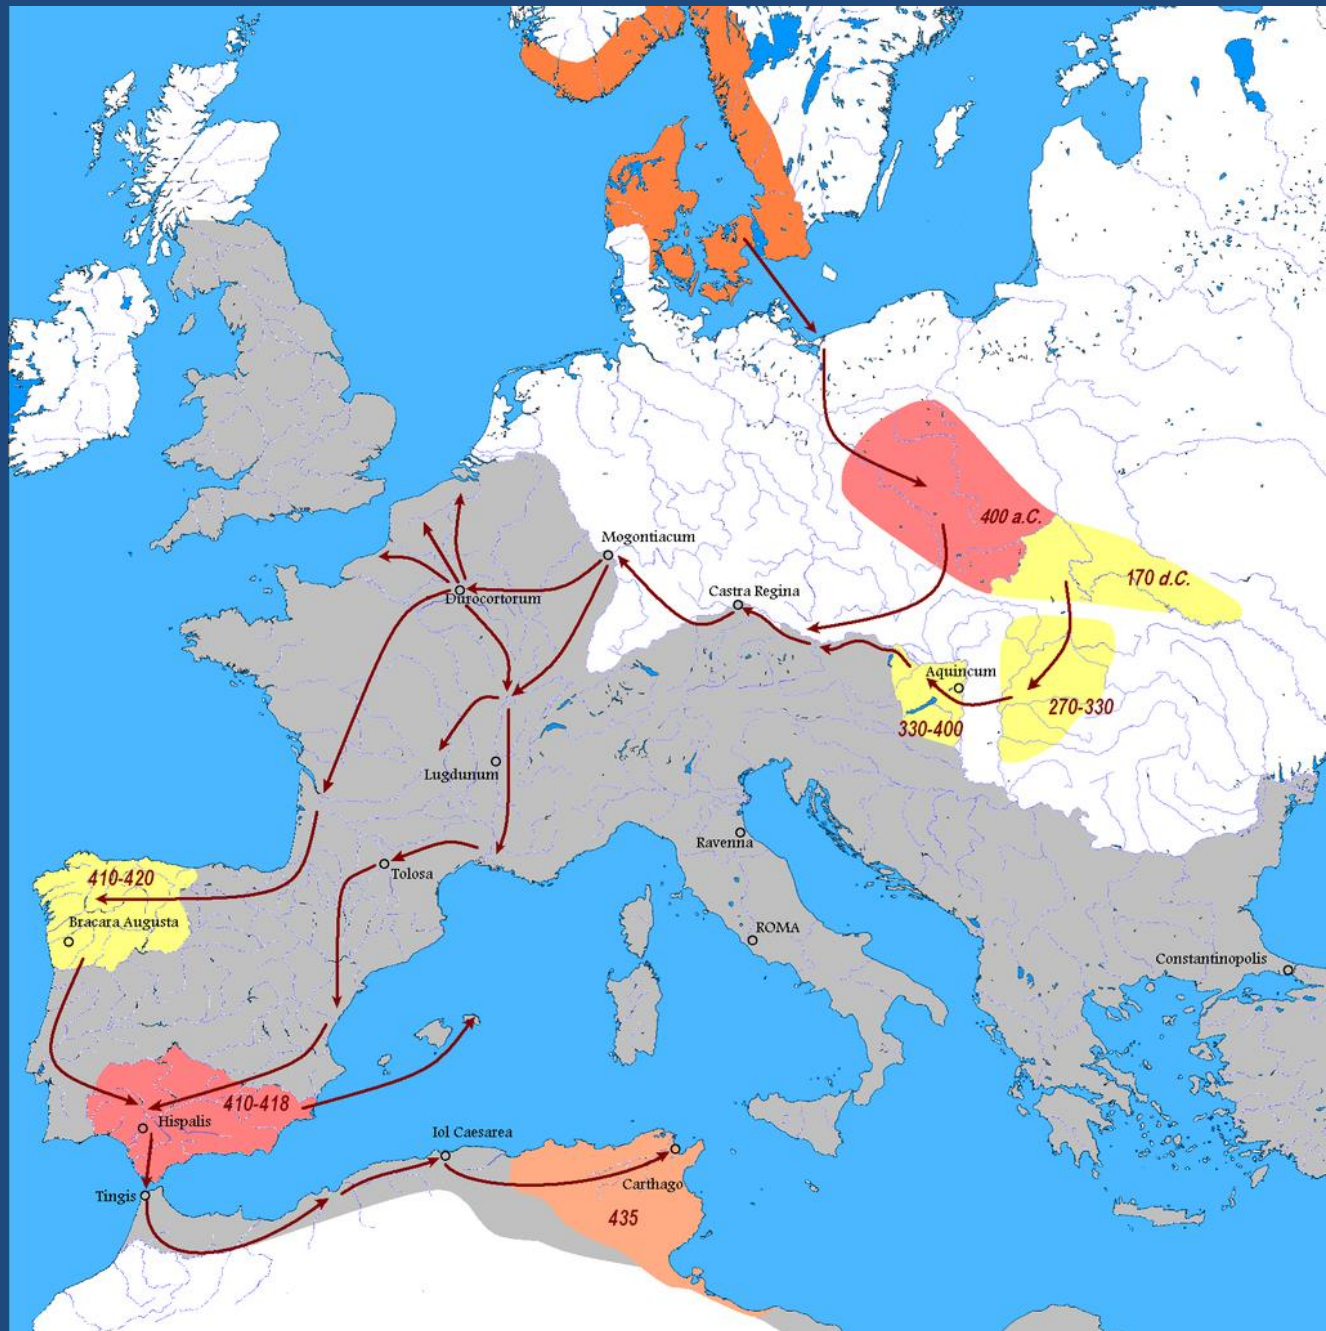 400 a.C.
170 d.C.
Mogontiacum
Castra Regina
Durocortorum
Aquincum
270-330
330-400
Lugdunum
Ravenna
Tolosa
410-420
Bracara Augusta
ROMA
Constantinopolis
410-418
Hispalis
Iol Caesarea
Carthago
Tingis
435